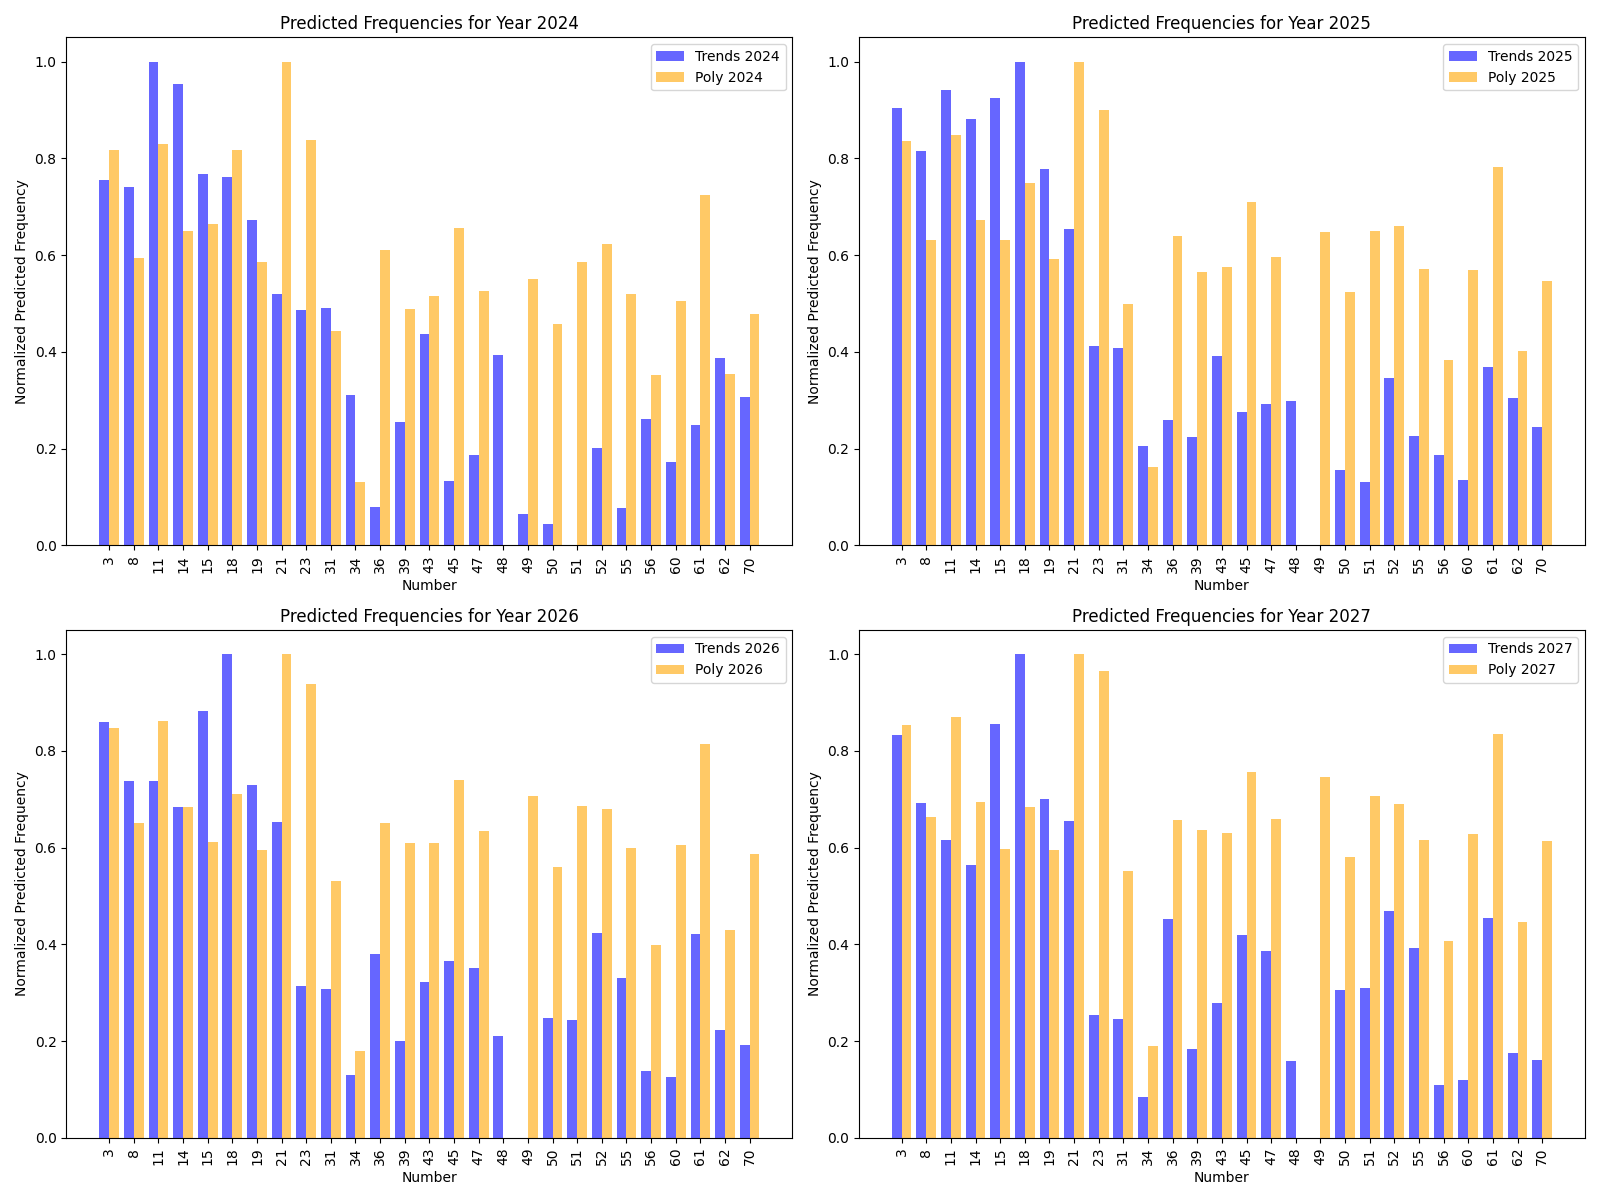 Predicted Frequencies for Year 2024
Trends 2024
Poly 2024
Normalized Predicted Frequency
1.0
0.8
0.6
0.4
0.2
0.0
3 8 11 14 15 18 19 21 23 31 34 36 39 43 45 47 48 49 50 51 52 55 56 60 61 62 70
Number
Predicted Frequencies for Year 2025
Trends 2025
Poly 2025
Normalized Predicted Frequency
1.0
0.8
0.6
0.4
0.2
0.0
3 8 11 14 15 18 19 21 23 31 34 36 39 43 45 47 48 49 50 51 52 55 56 60 61 62 70
Number
Predicted Frequencies for Year 2026
Trends 2026
Poly 2026
Normalized Predicted Frequency
1.0
0.8
0.6
0.4
0.2
0.0
3 8 11 14 15 18 19 21 23 31 34 36 39 43 45 47 48 49 50 51 52 55 56 60 61 62 70
Number
Predicted Frequencies for Year 2027
Trends 2027
Poly 2027
Normalized Predicted Frequency
1.0
0.8
0.6
0.4
0.2
0.0
3 8 11 14 15 18 19 21 23 31 34 36 39 43 45 47 48 49 50 51 52 55 56 60 61 62 70
Number